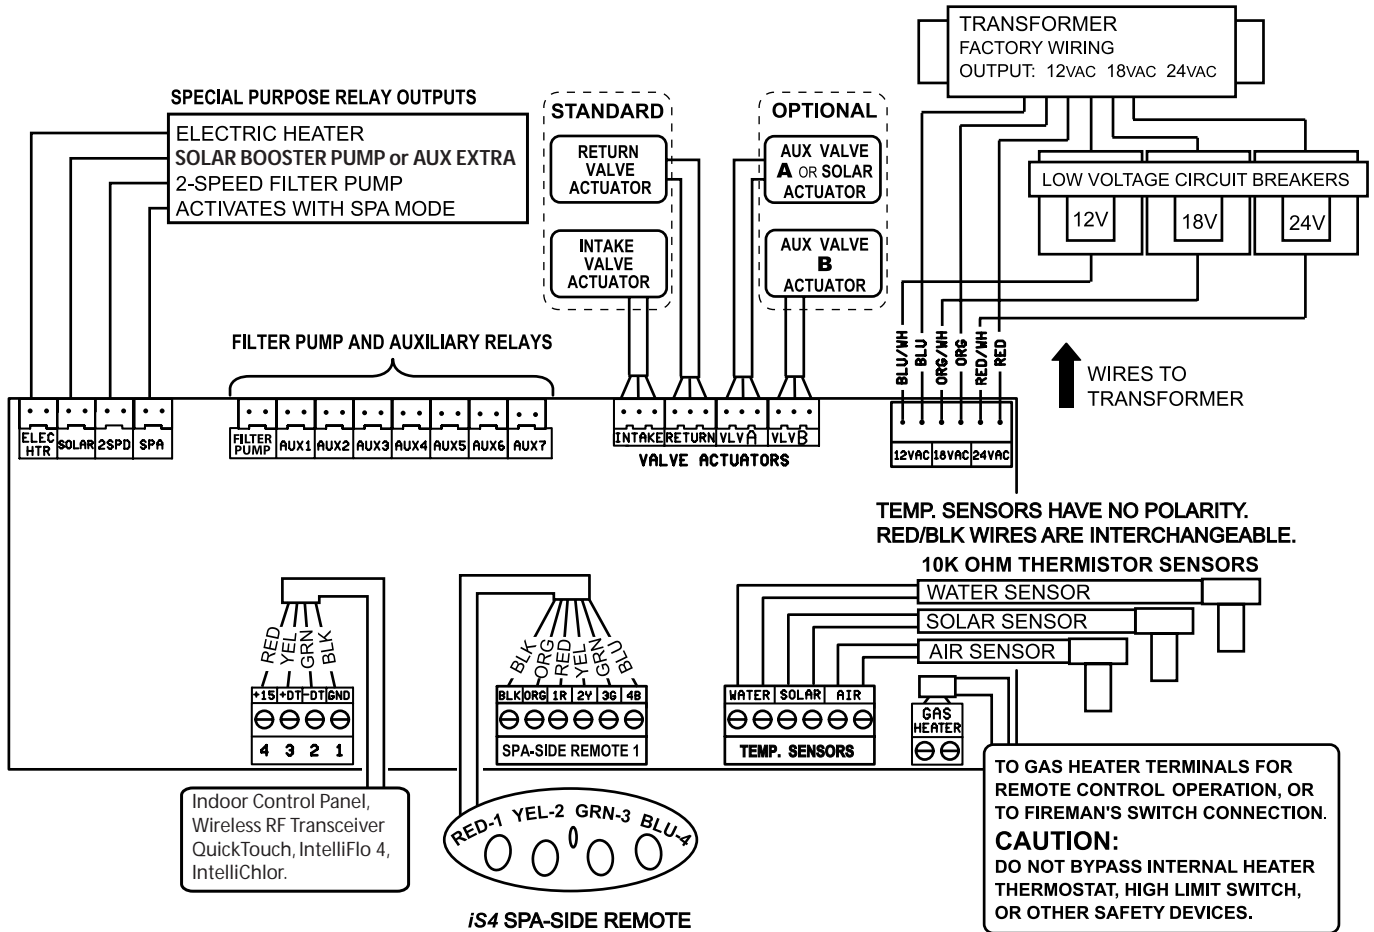 TRANSFORMER
FACTORY WIRING
OUTPUT: 12VAC 18VAC 24VAC
SPECIAL PURPOSE RELAY OUTPUTS
ELECTRIC HEATER
SOLAR BOOSTER PUMP or AUX EXTRA
2-SPEED FILTER PUMP
ACTIVATES WITH SPA MODE
STANDARD
RETURN
VALVE
ACTUATOR
INTAKE
VALVE
ACTUATOR
OPTIONAL
AUX VALVE
A OR SOLAR
ACTUATOR
AUX VALVE
B
ACTUATOR
LOW VOLTAGE CIRCUIT BREAKERS
12V
18V
24V
BLU/WH
BLU
ORG/WH
ORG
RED/WH
RED
WIRES TO
TRANSFORMER
FILTER PUMP AND AUXILIARY RELAYS
ELEC
HTR
SOLAR
2SPD
SPA
FILTER
PUMP
AUX1
AUX2
AUX3
AUX4
AUX5
AUX6
AUX7
INTAKE
RETURN
VLV A
VLV B
VALVE ACTUATORS
12VAC
18VAC
24VAC
TEMP. SENSORS HAVE NO POLARITY.
RED/BLK WIRES ARE INTERCHANGEABLE.
10K OHM THERMISTOR SENSORS
WATER SENSOR
SOLAR SENSOR
AIR SENSOR
RED
YEL
GRN
BLK
+15 +DT -DT GND
4 3 2 1
BLK
ORG
RED
YEL
GRN
BLU
BLK ORG 1R 2Y 3G 4B
SPA-SIDE REMOTE 1
WATER SOLAR AIR
TEMP. SENSORS
GAS
HEATER
Indoor Control Panel,
Wireless RF Transceiver
QuickTouch, IntelliFlo 4,
IntelliChlor.
RED-1 YEL-2 GRN-3 BLU-4
iS4 SPA-SIDE REMOTE
TO GAS HEATER TERMINALS FOR
REMOTE CONTROL OPERATION, OR
TO FIREMAN'S SWITCH CONNECTION.
CAUTION:
DO NOT BYPASS INTERNAL HEATER
THERMOSTAT, HIGH LIMIT SWITCH,
OR OTHER SAFETY DEVICES.